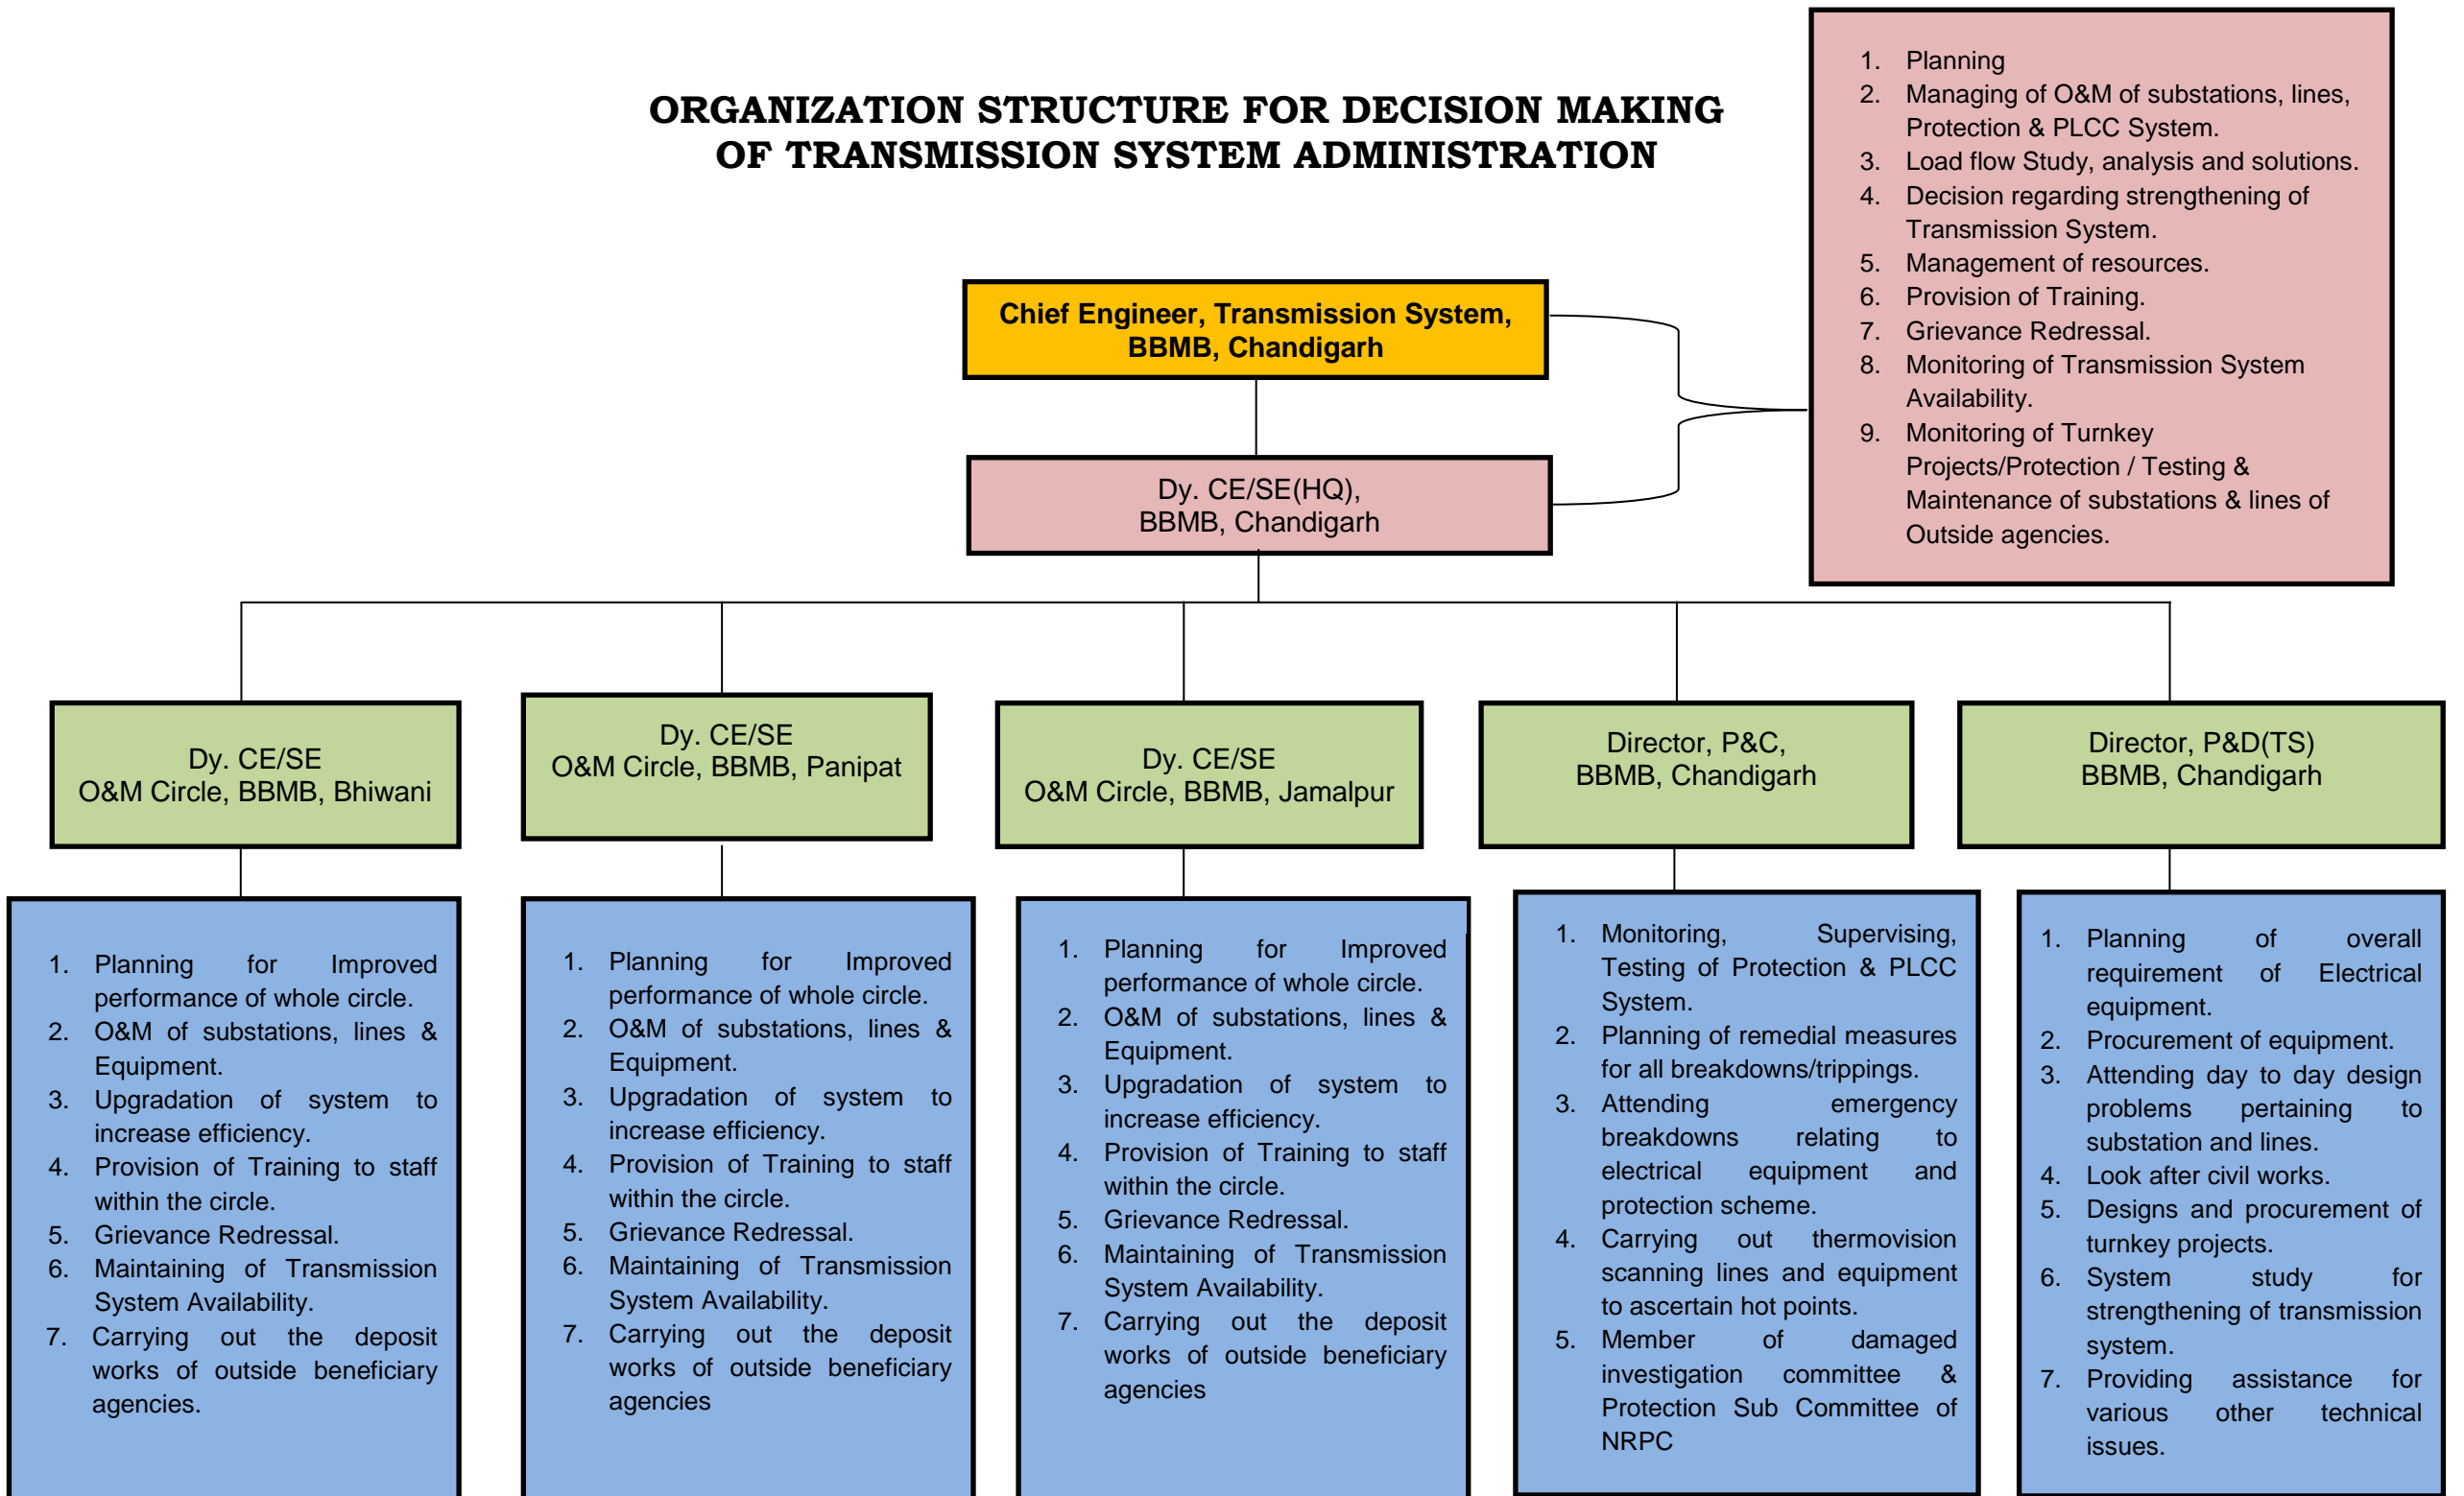 ORGANIZATION STRUCTURE FOR DECISION MAKING
OF TRANSMISSION SYSTEM ADMINISTRATION
1. Planning
2. Managing of O&M of substations, lines,
Protection & PLCC System.
3. Load flow Study, analysis and solutions.
4. Decision regarding strengthening of
Transmission System.
5. Management of resources.
6. Provision of Training.
7. Grievance Redressal.
8. Monitoring of Transmission System
Availability.
9. Monitoring of Turnkey
Projects/Protection / Testing &
Maintenance of substations & lines of
Outside agencies.
Chief Engineer, Transmission System,
BBMB, Chandigarh
Dy. CE/SE(HQ),
BBMB, Chandigarh
Dy. CE/SE
O&M Circle, BBMB, Bhiwani
Dy. CE/SE
O&M Circle, BBMB, Panipat
Dy. CE/SE
O&M Circle, BBMB, Jamalpur
Director, P&C,
BBMB, Chandigarh
Director, P&D(TS)
BBMB, Chandigarh
1. Planning for Improved
performance of whole circle.
2. O&M of substations, lines &
Equipment.
3. Upgradation of system to
increase efficiency.
4. Provision of Training to staff
within the circle.
5. Grievance Redressal.
6. Maintaining of Transmission
System Availability.
7. Carrying out the deposit
works of outside beneficiary
agencies.
1. Planning for Improved
performance of whole circle.
2. O&M of substations, lines &
Equipment.
3. Upgradation of system to
increase efficiency.
4. Provision of Training to staff
within the circle.
5. Grievance Redressal.
6. Maintaining of Transmission
System Availability.
7. Carrying out the deposit
works of outside beneficiary
agencies
1. Planning for Improved
performance of whole circle.
2. O&M of substations, lines &
Equipment.
3. Upgradation of system to
increase efficiency.
4. Provision of Training to staff
within the circle.
5. Grievance Redressal.
6. Maintaining of Transmission
System Availability.
7. Carrying out the deposit
works of outside beneficiary
agencies
1. Monitoring, Supervising,
Testing of Protection & PLCC
System.
2. Planning of remedial measures
for all breakdowns/trippings.
3. Attending emergency
breakdowns relating to
electrical equipment and
protection scheme.
4. Carrying out thermovision
scanning lines and equipment
to ascertain hot points.
5. Member of damaged
investigation committee &
Protection Sub Committee of
NRPC
1. Planning of overall
requirement of Electrical
equipment.
2. Procurement of equipment.
3. Attending day to day design
problems pertaining to
substation and lines.
4. Look after civil works.
5. Designs and procurement of
turnkey projects.
6. System study for
strengthening of transmission
system.
7. Providing assistance for
various other technical
issues.